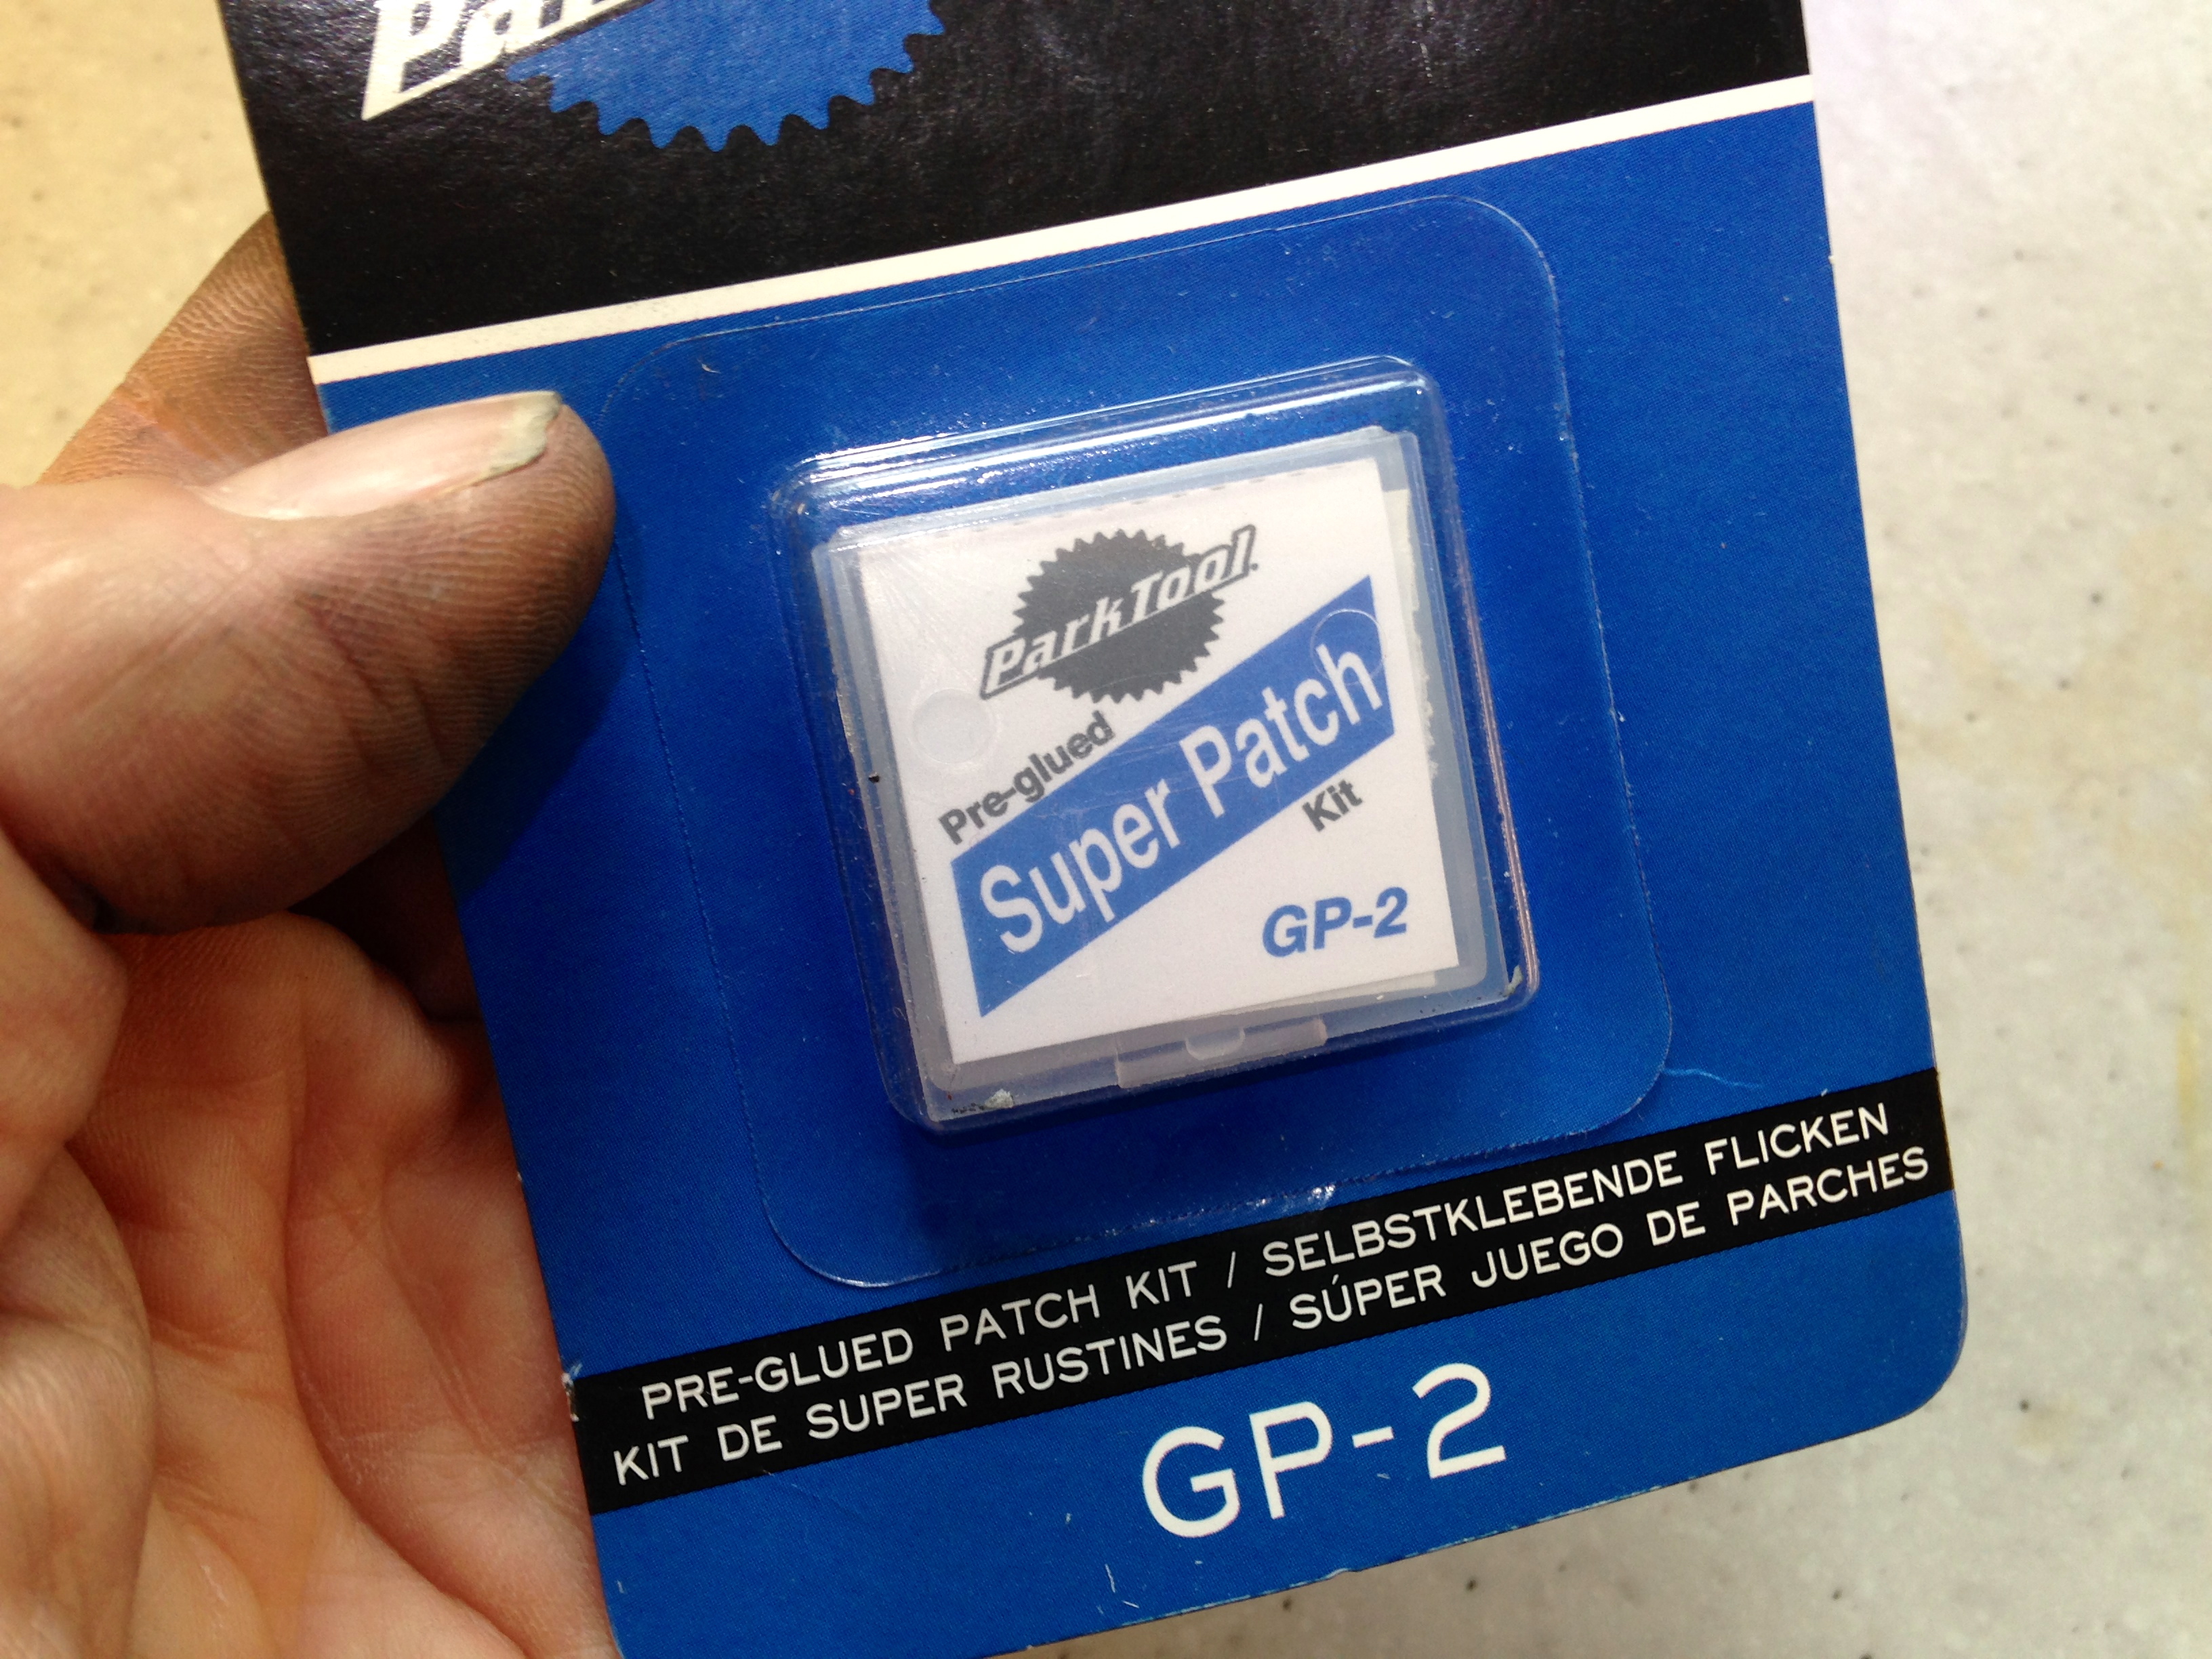 ParkTool
Pre-glued
Super Patch
Kit
GP-2
PRE-GLUED PATCH KIT / SELBSTKLEBENDE FLICKEN
KIT DE SUPER RUSTINES / SÚPER JUEGO DE PARCHES
GP-2